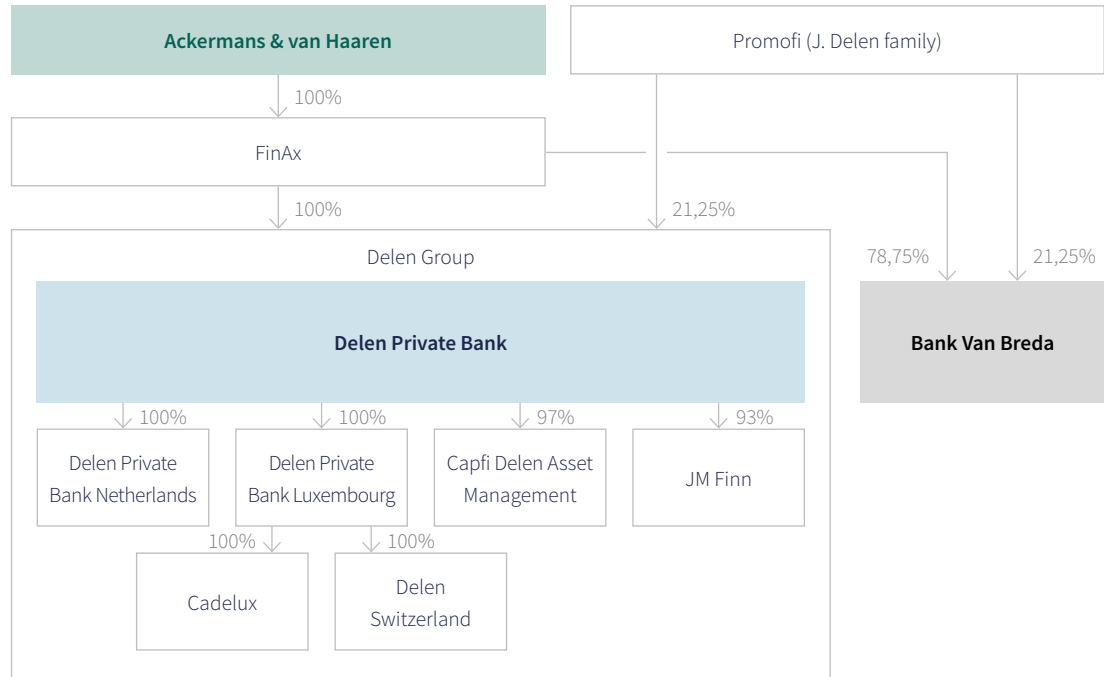 Ackermans & van Haaren
Promofi (J. Delen family)
100%
FinAx
100%
21,25%
Delen Group
78,75%
21,25%
Delen Private Bank
Bank Van Breda
100%
100%
97%
93%
Delen Private
Bank Netherlands
Delen Private
Bank Luxembourg
Capfi Delen Asset
Management
JM Finn
100%
100%
Cadelux
Delen
Switzerland